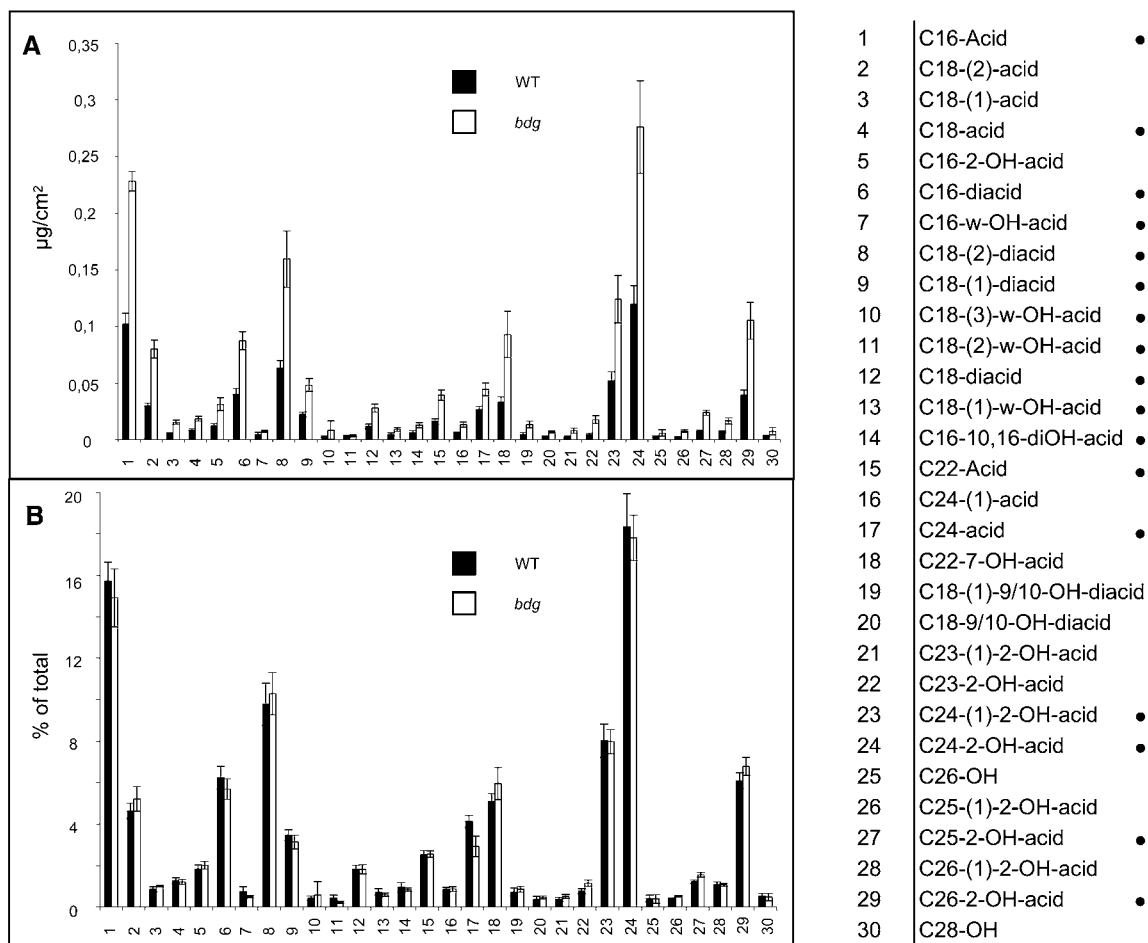 A
0,35
0,3
0,25
0,2
0,15
0,1
0,05
0
µg/cm²
WT
bdg
1 2 3 4 5 6 7 8 9 10 11 12 13 14 15 16 17 18 19 20 21 22 23 24 25 26 27 28 29 30
B
20
16
12
8
4
0
% of total
WT
bdg
1 2 3 4 5 6 7 8 9 10 11 12 13 14 15 16 17 18 19 20 21 22 23 24 25 26 27 28 29 30
1 C16-Acid •
2 C18-(2)-acid
3 C18-(1)-acid
4 C18-acid •
5 C16-2-OH-acid
6 C16-diacid •
7 C16-w-OH-acid •
8 C18-(2)-diacid •
9 C18-(1)-diacid •
10 C18-(3)-w-OH-acid •
11 C18-(2)-w-OH-acid •
12 C18-diacid •
13 C18-(1)-w-OH-acid •
14 C16-10,16-diOH-acid •
15 C22-Acid •
16 C24-(1)-acid
17 C24-acid •
18 C22-7-OH-acid
19 C18-(1)-9/10-OH-diacid
20 C18-9/10-OH-diacid
21 C23-(1)-2-OH-acid
22 C23-2-OH-acid
23 C24-(1)-2-OH-acid •
24 C24-2-OH-acid •
25 C26-OH
26 C25-(1)-2-OH-acid
27 C25-2-OH-acid •
28 C26-(1)-2-OH-acid
29 C26-2-OH-acid •
30 C28-OH